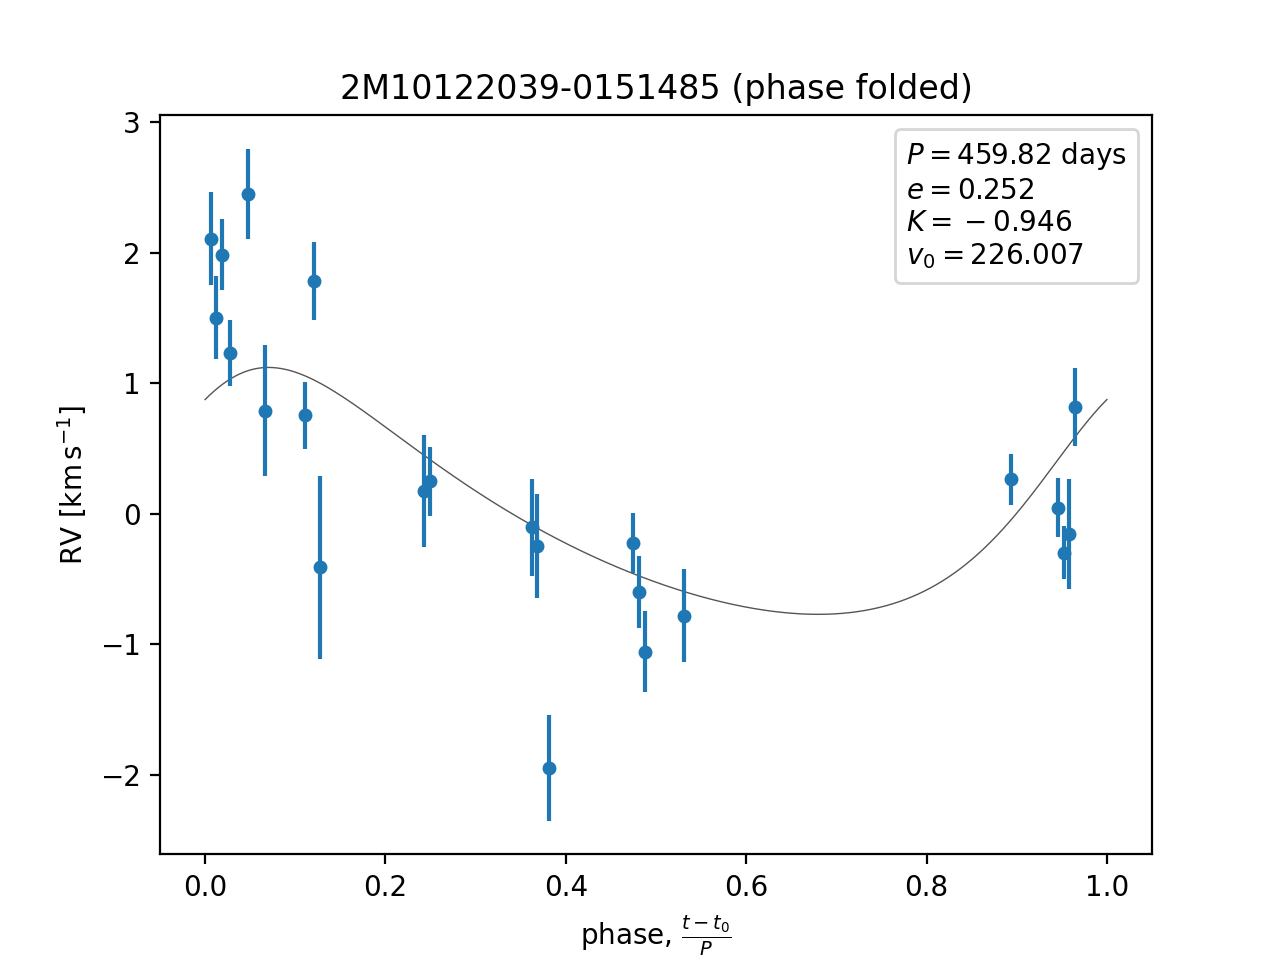 2M10122039-0151485 (phase folded)
P = 459.82 days
e = 0.252
K = −0.946
v₀ = 226.007
RV [km s⁻¹]
3
2
1
0
−1
−2
0.0 0.2 0.4 0.6 0.8 1.0
phase, (t − t₀)/P